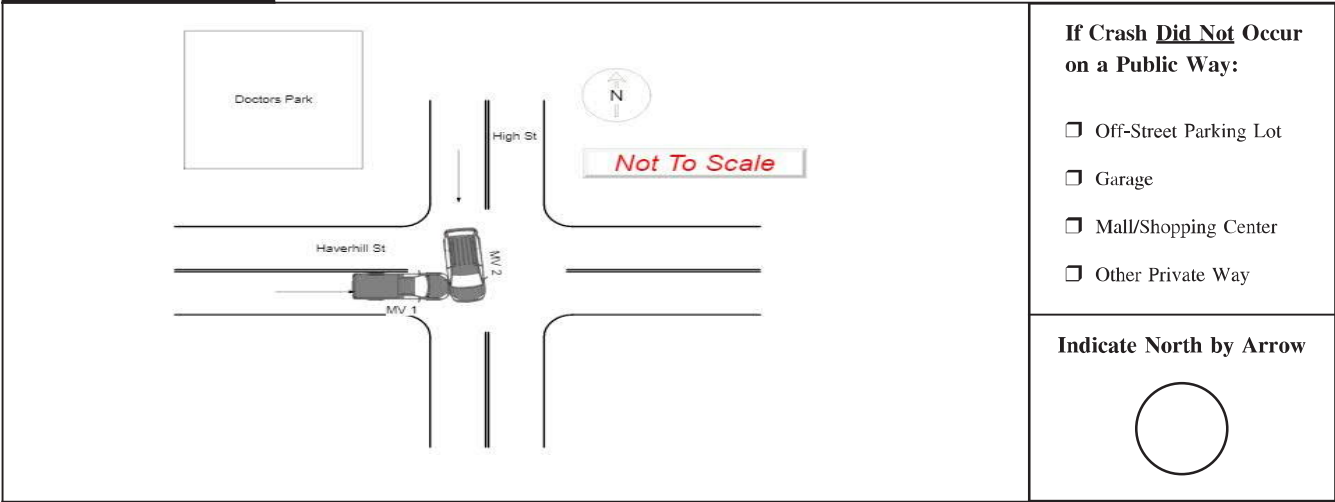 Doctors Park
High St
N
Not To Scale
Haverhill St
MV 2
MV 1
If Crash Did Not Occur
on a Public Way:
❒ Off-Street Parking Lot
❒ Garage
❒ Mall/Shopping Center
❒ Other Private Way
Indicate North by Arrow